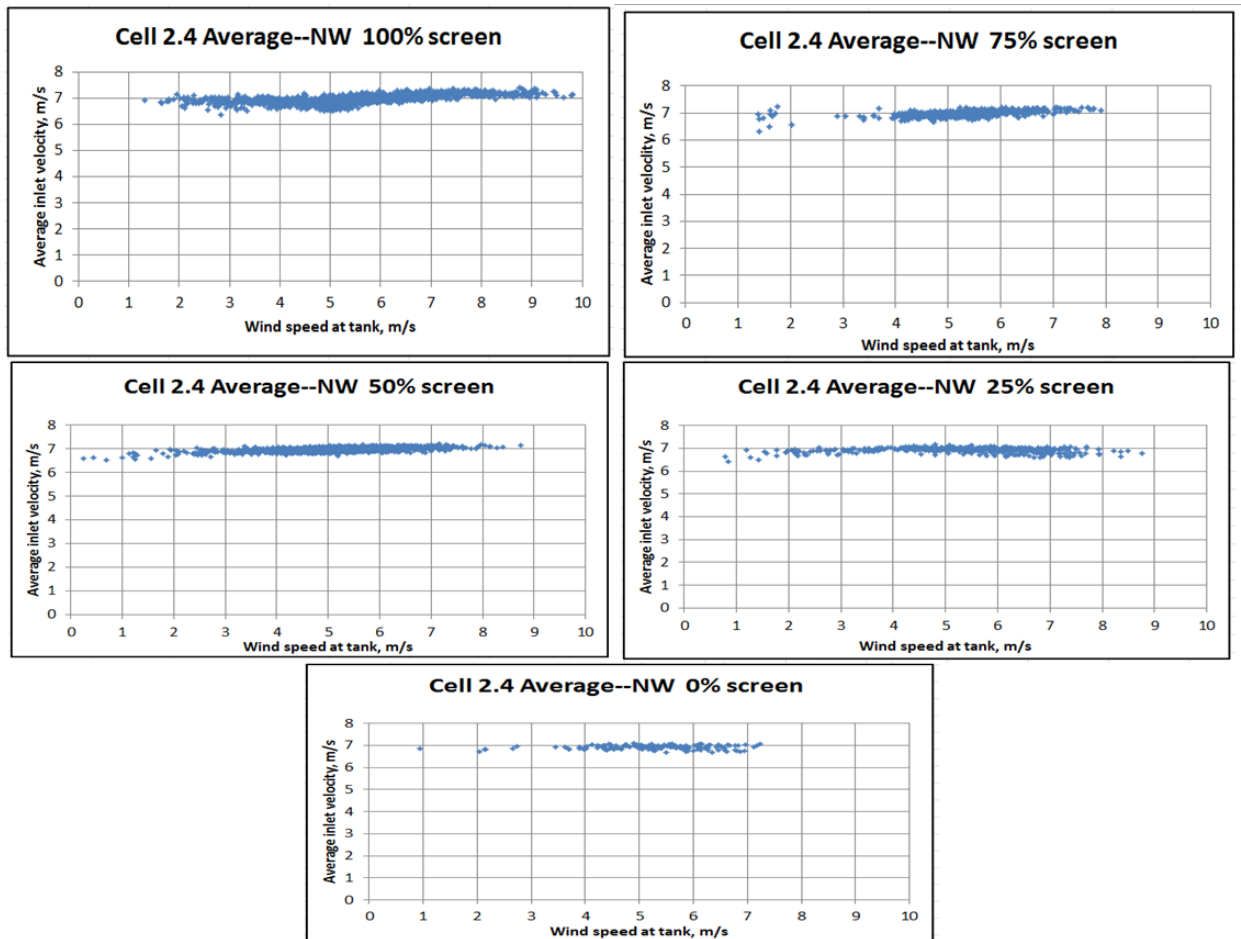 Cell 2.4 Average--NW 100% screen
Average inlet velocity, m/s
8
7
6
5
4
3
2
1
0
0 1 2 3 4 5 6 7 8 9 10
Wind speed at tank, m/s
Cell 2.4 Average--NW 75% screen
Average inlet veloclity, m/s
8
7
6
5
4
3
2
1
0
0 1 2 3 4 5 6 7 8 9 10
Wind speed at tank, m/s
Cell 2.4 Average--NW 50% screen
Average inlet velocity, m/s
8
7
6
5
4
3
2
1
0
0 1 2 3 4 5 6 7 8 9 10
Wind speed at tank, m/s
Cell 2.4 Average--NW 25% screen
Average inlet velocity, m/s
8
7
6
5
4
3
2
1
0
0 1 2 3 4 5 6 7 8 9 10
Wind speed at tank, m/s
Cell 2.4 Average--NW 0% screen
Average inlet velocity, m/s
8
7
6
5
4
3
2
1
0
0 1 2 3 4 5 6 7 8 9 10
Wind speed at tank, m/s